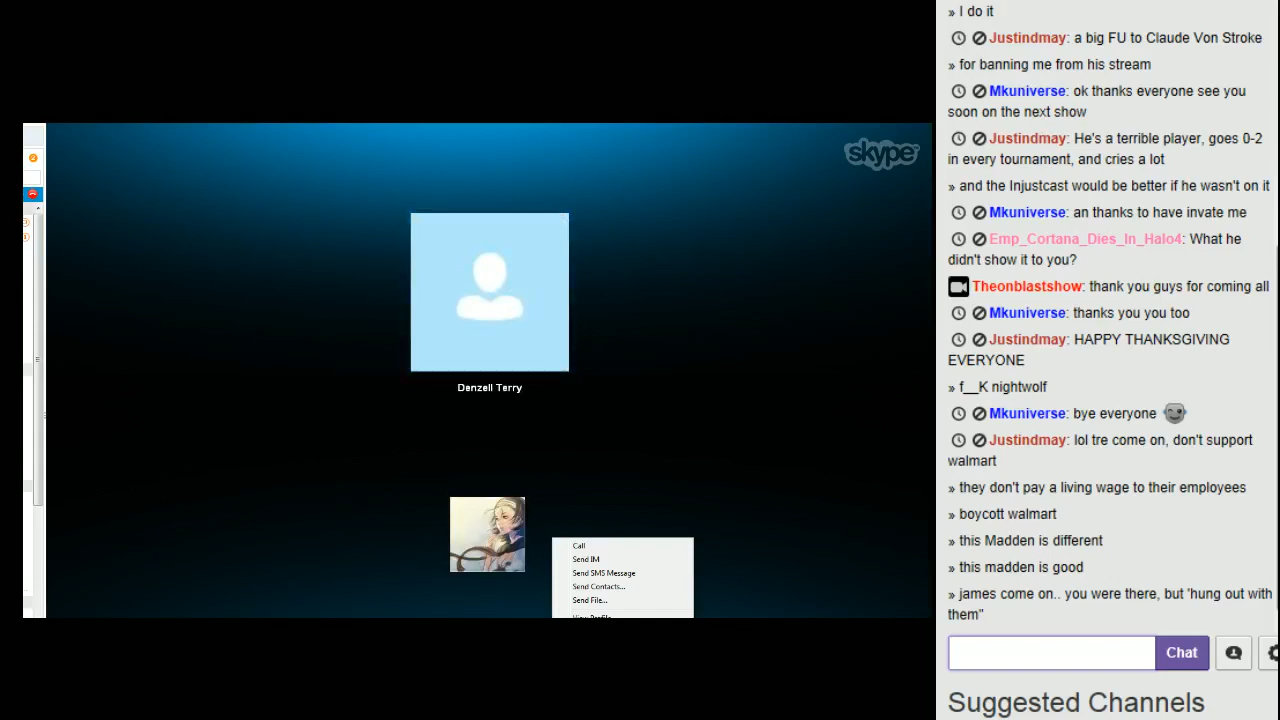 skype
Denzell Terry
Call
Send IM
Send SMS Message
Send Contacts...
Send File...
View Profile
» I do it
Justindmay: a big FU to Claude Von Stroke
» for banning me from his stream
Mkuniverse: ok thanks everyone see you
soon on the next show
Justindmay: He's a terrible player, goes 0-2
in every tournament, and cries a lot
» and the Injustcast would be better if he wasn't on it
Mkuniverse: an thanks to have invate me
Emp_Cortana_Dies_In_Halo4: What he
didn't show it to you?
Theonblastshow: thank you guys for coming all
Mkuniverse: thanks you you too
Justindmay: HAPPY THANKSGIVING
EVERYONE
» f__K nightwolf
Mkuniverse: bye everyone
Justindmay: lol tre come on, don't support
walmart
» they don't pay a living wage to their employees
» boycott walmart
» this Madden is different
» this madden is good
» james come on.. you were there, but 'hung out with
them"
Chat
Suggested Channels